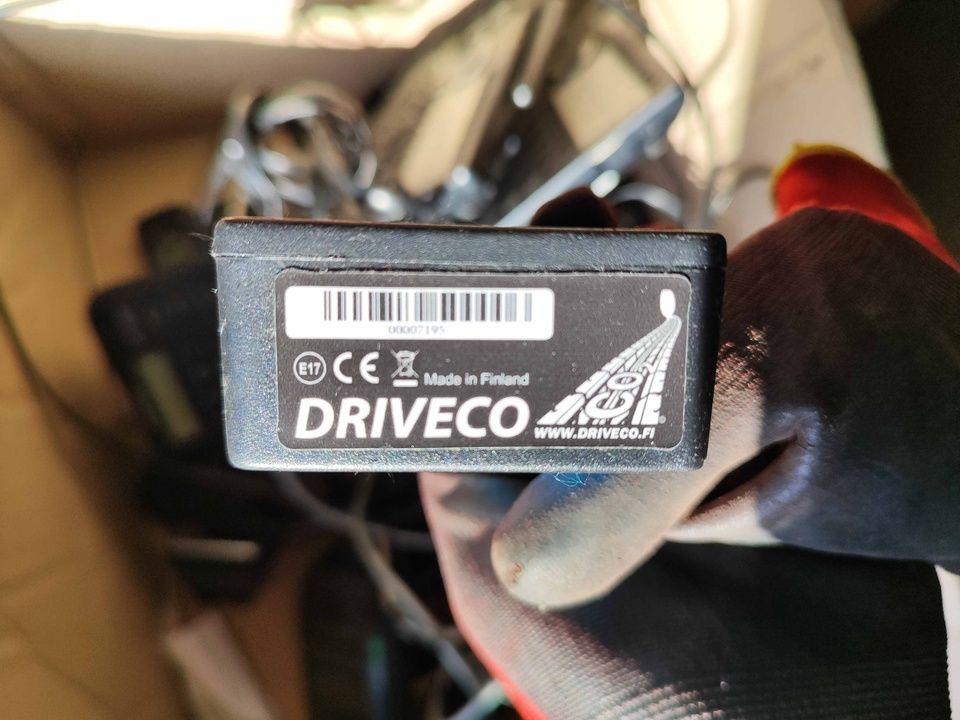 00007195
E17 CE
Made in Finland
DRIVECO
WWW.DRIVECO.FI